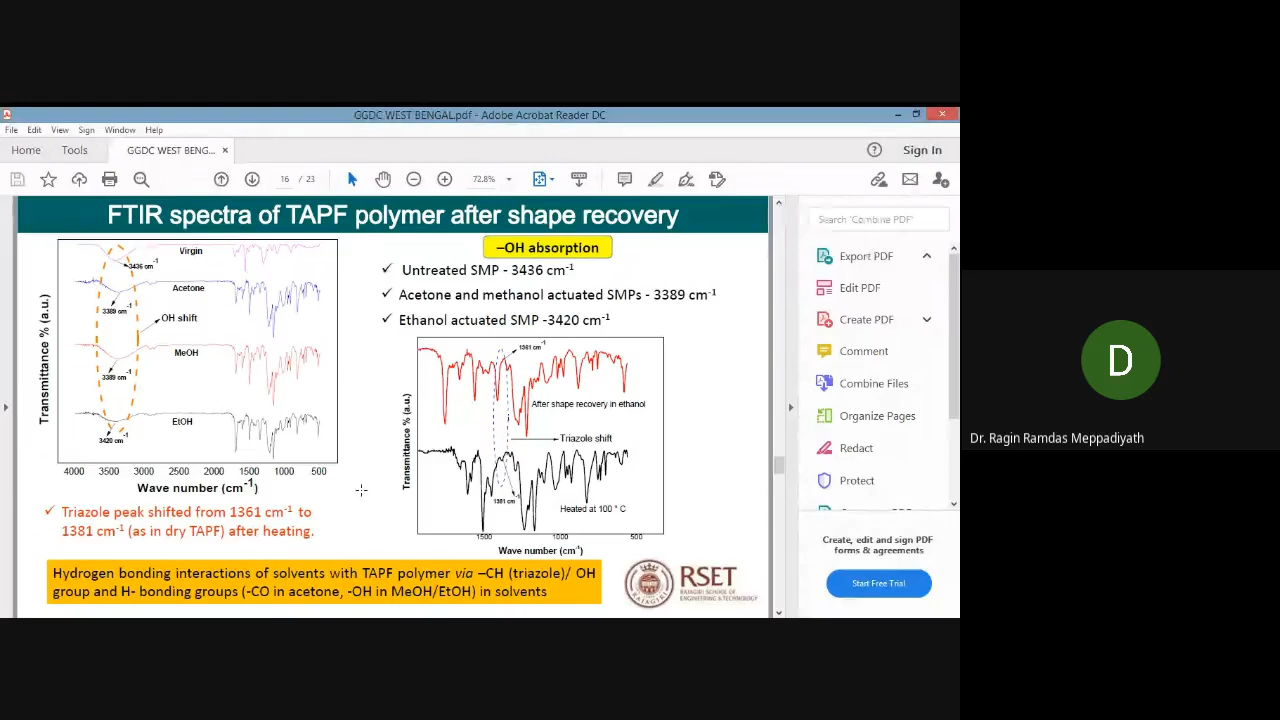 GGDC WEST BENGAL.pdf - Adobe Acrobat Reader DC
File Edit View Sign Window Help
Home Tools GGDC WEST BENG... × Sign In
16 / 23 72.8%
FTIR spectra of TAPF polymer after shape recovery
Virgin
3436 cm-1
Acetone
3389 cm-1
OH shift
MeOH
3389 cm-1
EtOH
3420 cm-1
Transmittance % (a.u.)
4000 3500 3000 2500 2000 1500 1000 500
Wave number (cm-1)
✓ Triazole peak shifted from 1361 cm-1 to
1381 cm-1 (as in dry TAPF) after heating.
–OH absorption
✓ Untreated SMP - 3436 cm-1
✓ Acetone and methanol actuated SMPs - 3389 cm-1
✓ Ethanol actuated SMP -3420 cm-1
1361 cm-1
After shape recovery in ethanol
Triazole shift
Heated at 100 ° C
Transmittance % (a.u.)
1500 1000 500
Wave number (cm-1)
Hydrogen bonding interactions of solvents with TAPF polymer via –CH (triazole)/ OH
group and H- bonding groups (-CO in acetone, -OH in MeOH/EtOH) in solvents
RSET
RAJAGIRI SCHOOL OF
ENGINEERING & TECHNOLOGY
RAJAGIRI
Search 'Combine PDF'
Export PDF
Edit PDF
Create PDF
Comment
Combine Files
Organize Pages
Redact
Protect
Create, edit and sign PDF
forms & agreements
Start Free Trial
D
Dr. Ragin Ramdas Meppadiyath